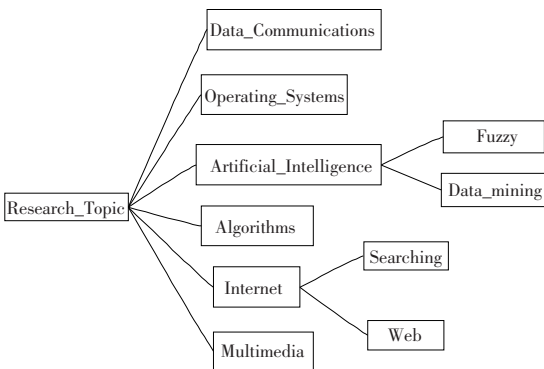 Data_Communications
Operating_Systems
Fuzzy
Artificial_Intelligence
Data_mining
Research_Topic
Algorithms
Searching
Internet
Web
Multimedia